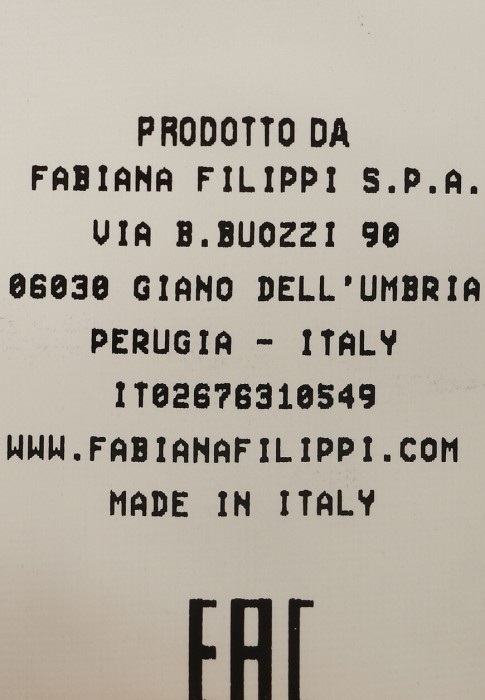 PRODOTTO DA
FABIANA FILIPPI S.P.A.
VIA B.BUOZZI 90
06030 GIANO DELL'UMBRIA
PERUGIA - ITALY
IT02676310549
WWW.FABIANAFILIPPI.COM
MADE IN ITALY
EAC